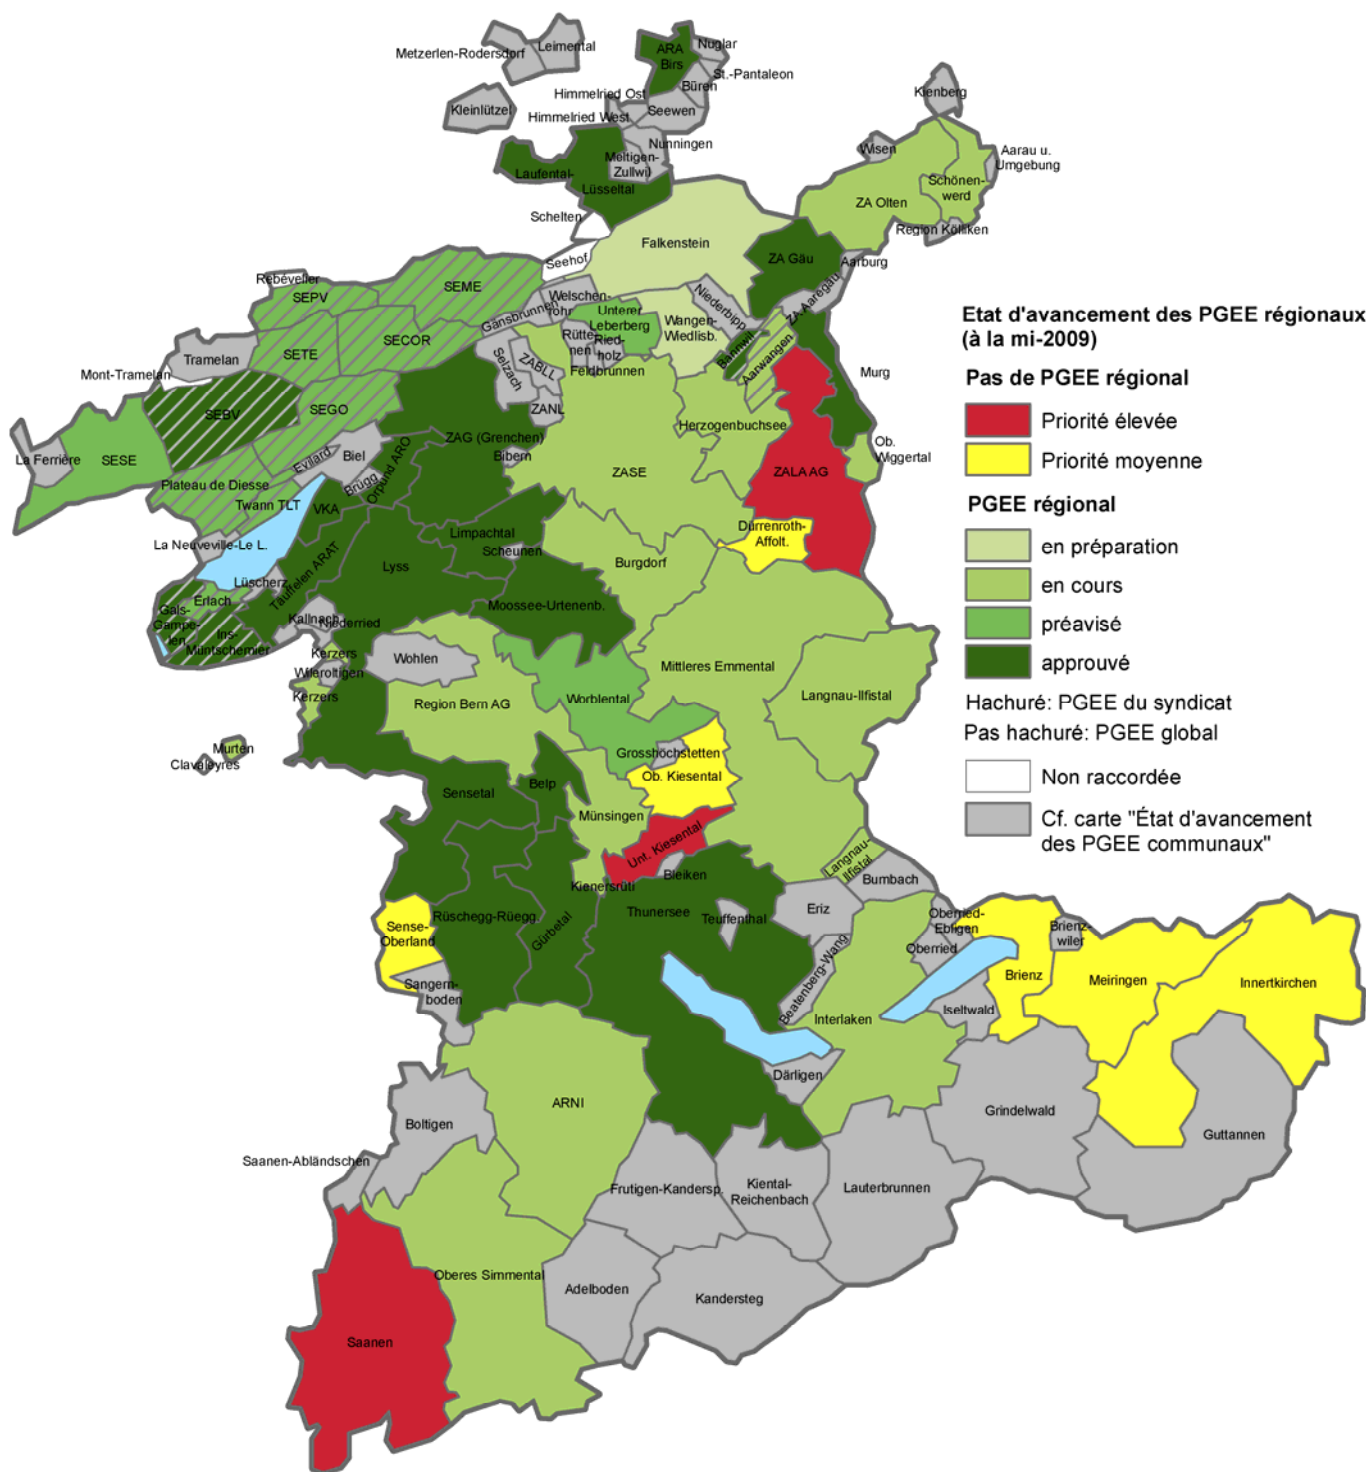 Metzerlen-Rodersdorf
Leimental
ARA
Birs
Nuglar
St.-Pantaleon
Büren
Kleinlützel
Himmelried Ost
Seewen
Himmelried West
Nunningen
Meltigen-
Zullwil
Laufental-
Lüsseltal
Schelten
Kienberg
Wisen
Aarau u.
Umgebung
Schönen-
werd
ZA Olten
Region Kölliken
Falkenstein
ZA Gäu
Aarburg
Seehof
Rebévelier
SEPV
SEME
Welschen-
rohr
Gänsbrunnen
Unterer
Leberberg
Niederbipp
ZA Aaregäu
SETE
SECOR
Rütte-
nen
Ried-
holz
Wangen-
Wiedlisb.
Bannwil
Aarwangen
Tramelan
Selzach
ZABLL
Feldbrunnen
Mont-Tramelan
Murg
SEBV
SEGO
ZANL
Herzogenbuchsee
ZAG (Grenchen)
Bibern
La Ferrière
SESE
Evilard
Biel
Brügg
Orpund ARO
ZASE
ZALA AG
Ob.
Wiggertal
Plateau de Diesse
Twann TLT
VKA
Limpachtal
Scheunen
Dürrenroth-
Affolt.
La Neuveville-Le L.
Lüscherz
Täuffelen ARAT
Lyss
Burgdorf
Erlach
Gals-
Gampe-
len
Ins-
Müntschemier
Kallnach
Niederried
Moossee-Urtenenb.
Kerzers
Wileroltigen
Kerzers
Wohlen
Mittleres Emmental
Langnau-Ilfistal
Region Bern AG
Worblental
Murten
Clavaleyres
Grosshöchstetten
Ob. Kiesental
Sensetal
Belp
Münsingen
Unt. Kiesental
Bleiken
Kienersrüti
Langnau-
Ilfistal
Bumbach
Sense-
Oberland
Rüschegg-Rüegg.
Gürbetal
Thunersee
Teuffenthal
Eriz
Oberried-
Ebligen
Oberried
Brienz-
wiler
Sangern-
boden
Beatenberg-Wang
Brienz
Meiringen
Innertkirchen
Interlaken
Iseltwald
Därligen
ARNI
Boltigen
Grindelwald
Guttannen
Saanen-Abländschen
Frutigen-Kandersp.
Kiental-
Reichenbach
Lauterbrunnen
Oberes Simmental
Adelboden
Kandersteg
Saanen
Etat d'avancement des PGEE régionaux
(à la mi-2009)
Pas de PGEE régional
Priorité élevée
Priorité moyenne
PGEE régional
en préparation
en cours
préavisé
approuvé
Hachuré: PGEE du syndicat
Pas hachuré: PGEE global
Non raccordée
Cf. carte "État d'avancement
des PGEE communaux"